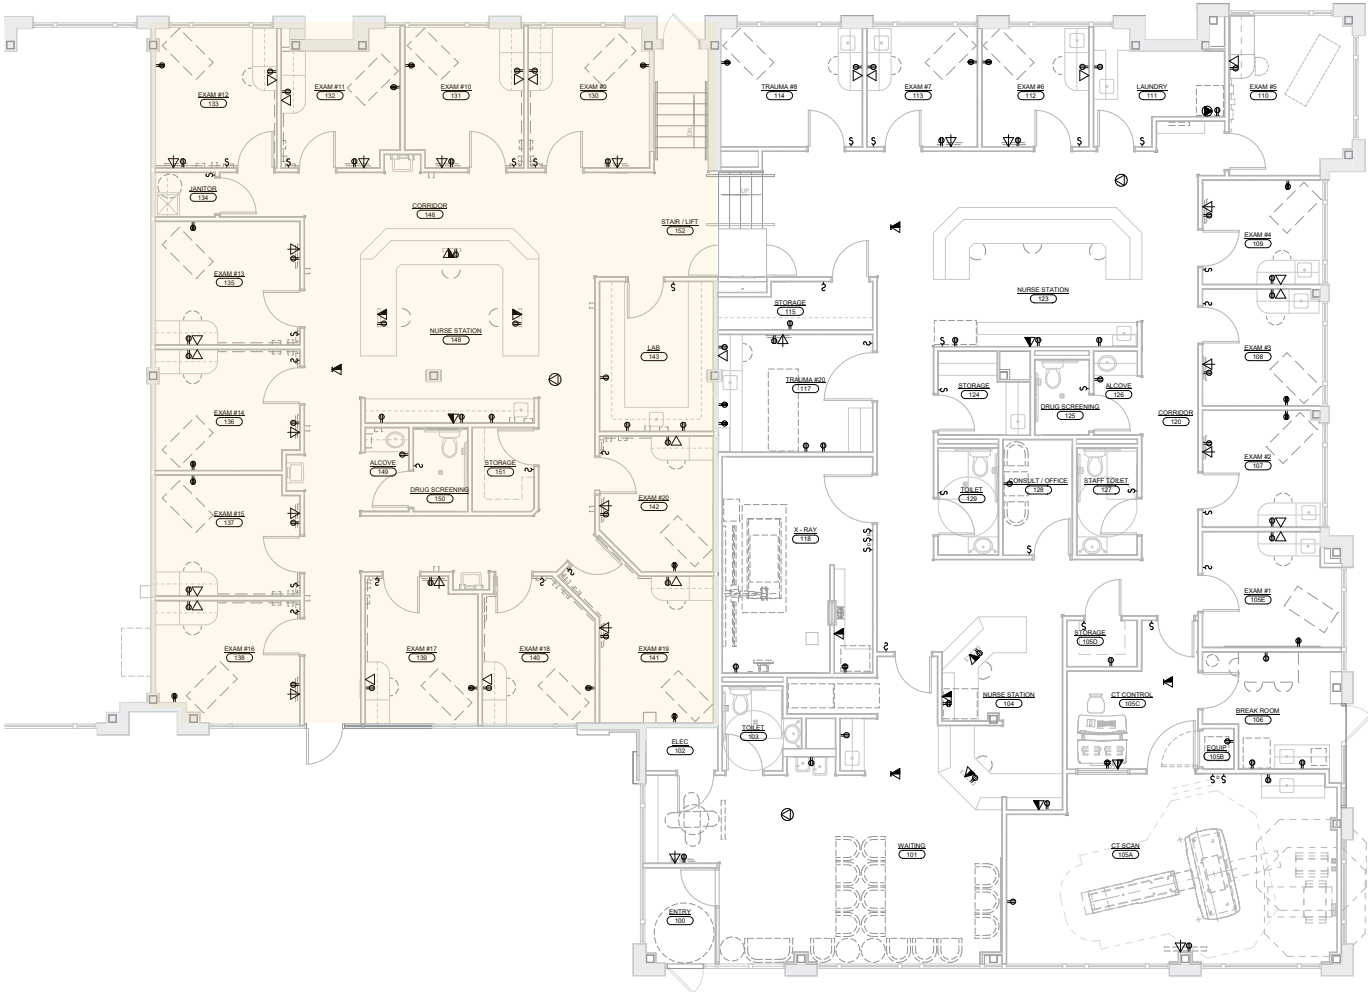 EXAM #12
133
EXAM #11
132
EXAM #10
131
EXAM #9
130
DN
TRAUMA #8
114
EXAM #7
113
EXAM #6
112
LAUNDRY
111
EXAM #5
110
JANITOR
134
CORRIDOR
146
STAIR / LIFT
152
UP
EXAM #4
109
EXAM #13
135
NURSE STATION
148
LAB
143
STORAGE
115
NURSE STATION
123
EXAM #3
108
TRAUMA #20
117
STORAGE
124
DRUG SCREENING
125
ALCOVE
126
CORRIDOR
120
EXAM #14
136
ALCOVE
149
DRUG SCREENING
150
STORAGE
151
EXAM #2
107
EXAM #15
137
EXAM #20
142
X - RAY
118
TOILET
129
CONSULT / OFFICE
128
STAFF TOILET
127
EXAM #1
105E
EXAM #16
138
EXAM #17
139
EXAM #18
140
EXAM #19
141
STORAGE
105D
NURSE STATION
104
CT CONTROL
105C
BREAK ROOM
106
ELEC
102
TOILET
103
EQUIP
105B
WAITING
101
CT SCAN
105A
ENTRY
100